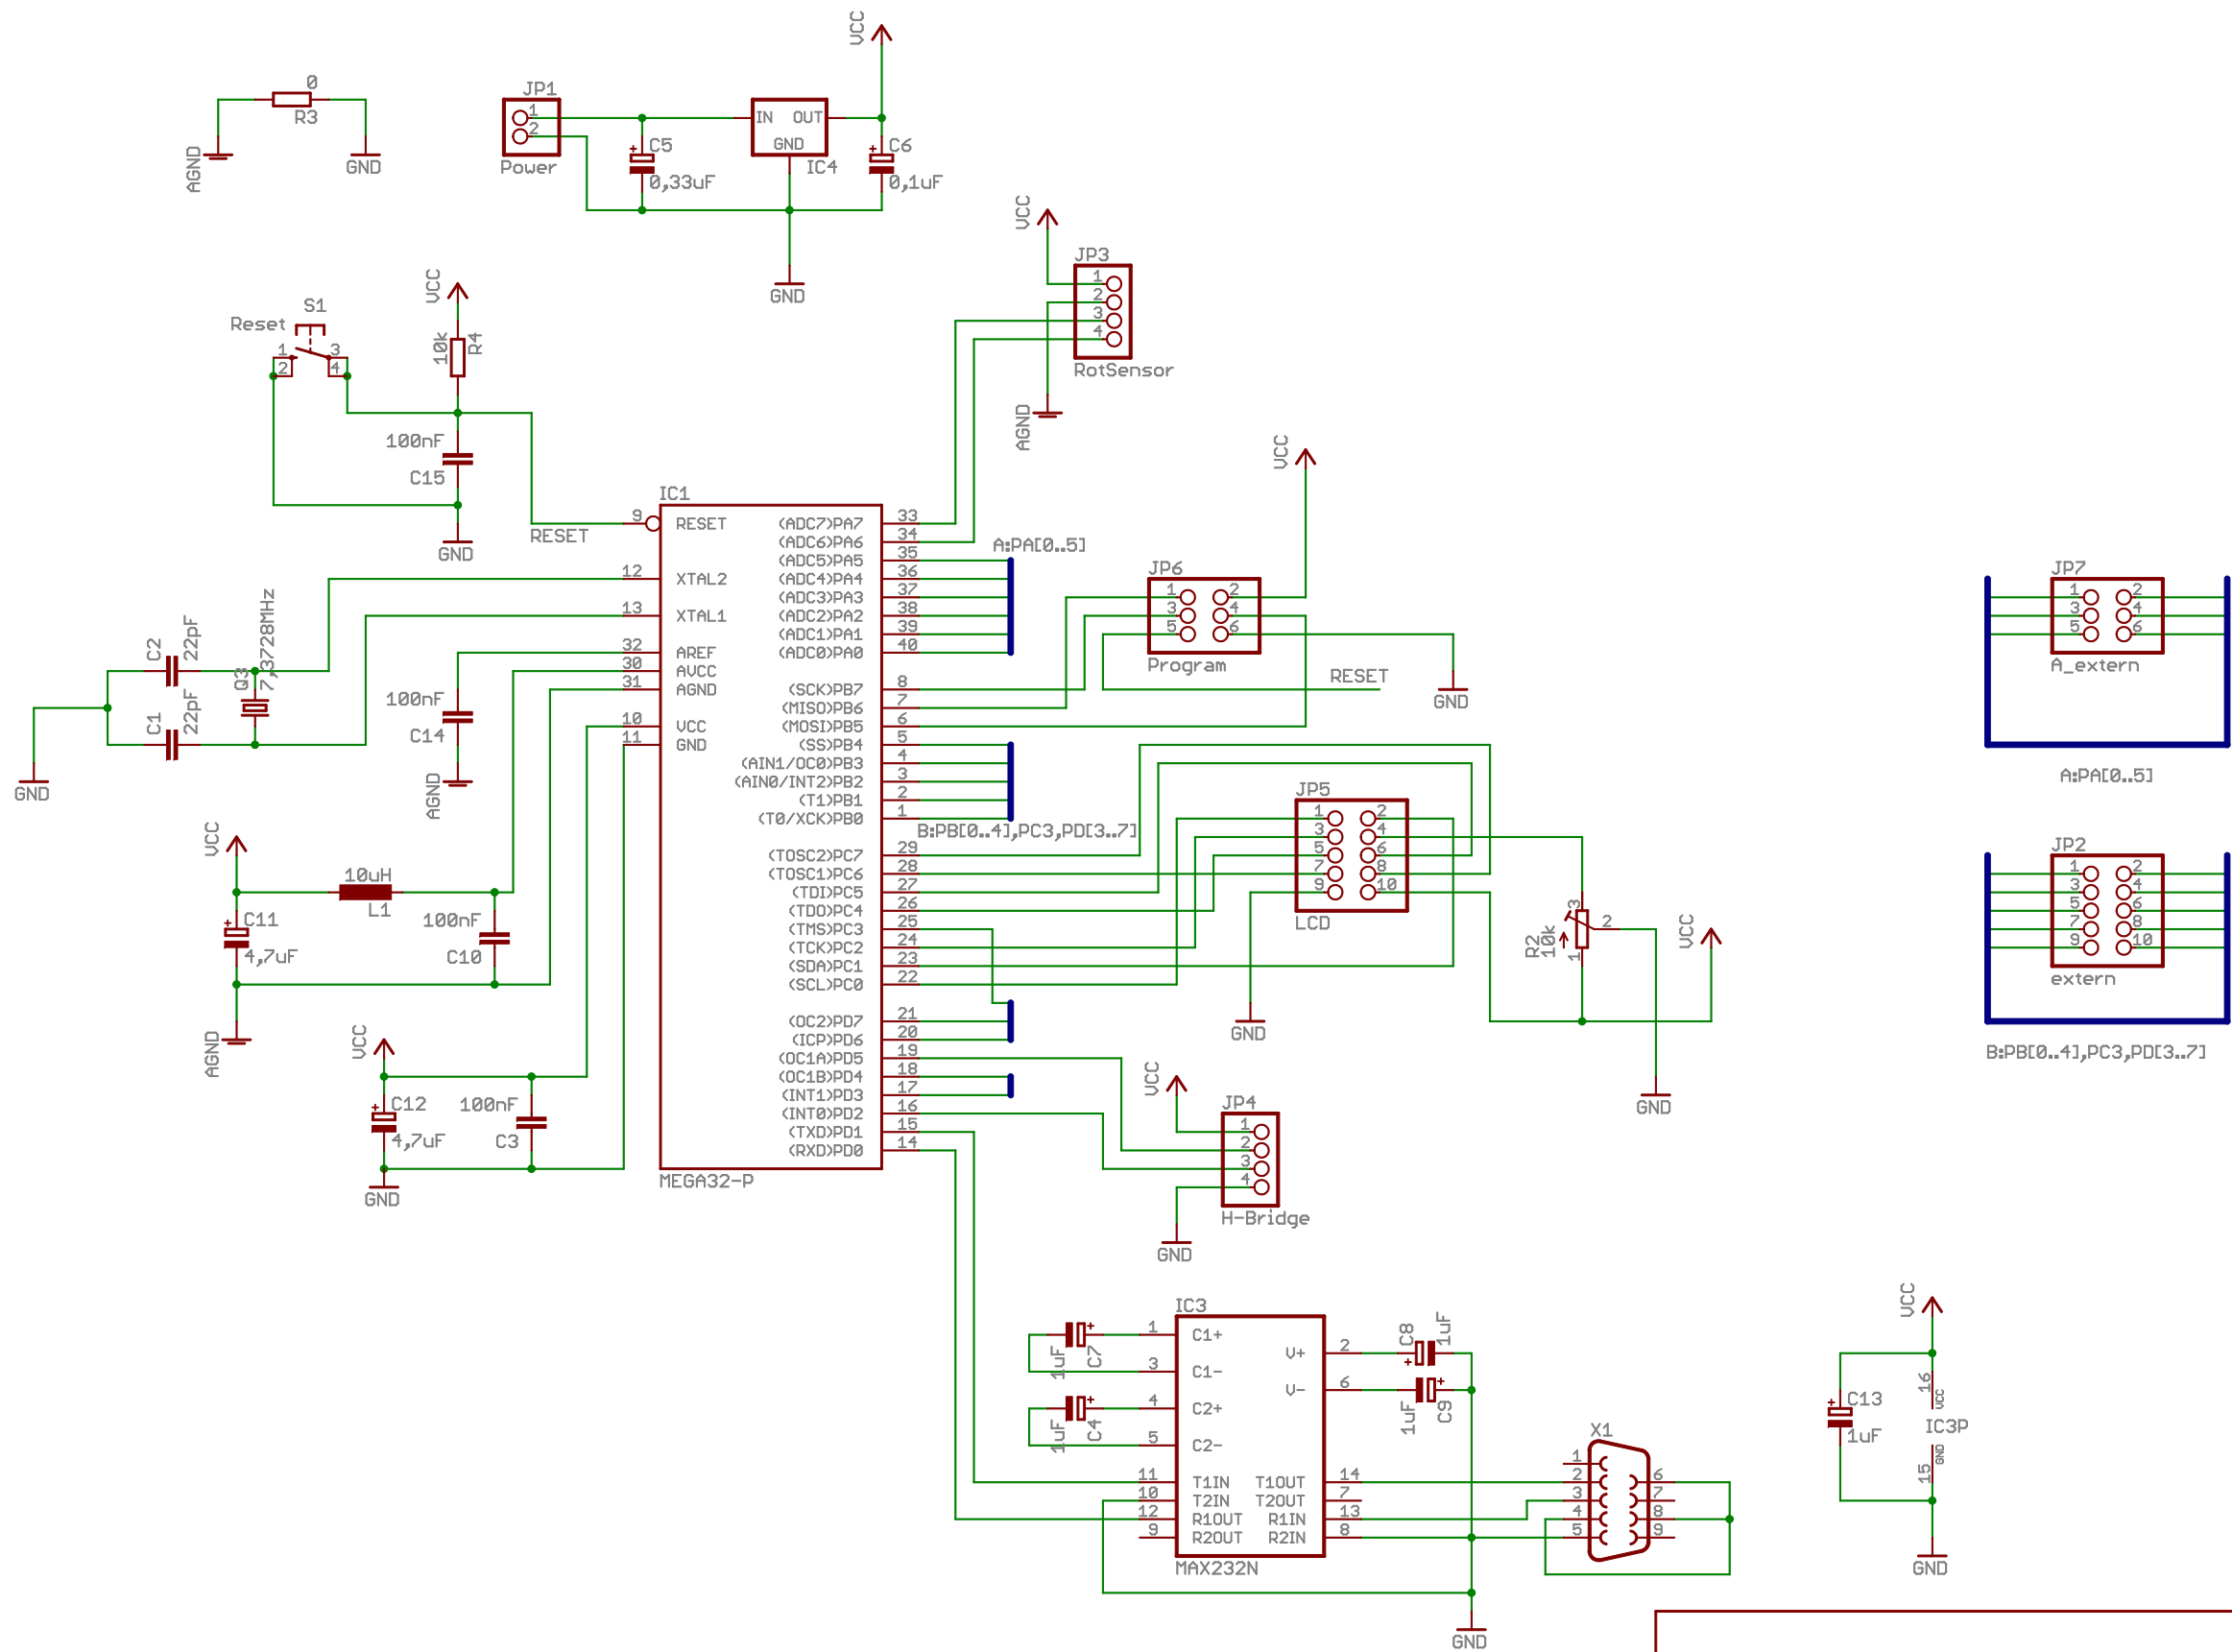 VCC
0
R3
AGND
GND
JP1
1
2
Power
C5
0,33uF
IN OUT
GND
IC4
C6
0,1uF
GND
VCC
JP3
1
2
3
4
RotSensor
AGND
VCC
S1
Reset
1 3
2 4
10k
R4
100nF
C15
GND
RESET
IC1
9 RESET
12 XTAL2
13 XTAL1
32 AREF
30 AVCC
31 AGND
10 VCC
11 GND
(ADC7)PA7 33
(ADC6)PA6 34
(ADC5)PA5 35
(ADC4)PA4 36
(ADC3)PA3 37
(ADC2)PA2 38
(ADC1)PA1 39
(ADC0)PA0 40
(SCK)PB7 8
(MISO)PB6 7
(MOSI)PB5 6
(SS)PB4 5
(AIN1/OC0)PB3 4
(AIN0/INT2)PB2 3
(T1)PB1 2
(T0/XCK)PB0 1
(TOSC2)PC7 29
(TOSC1)PC6 28
(TDI)PC5 27
(TDO)PC4 26
(TMS)PC3 25
(TCK)PC2 24
(SDA)PC1 23
(SCL)PC0 22
(OC2)PD7 21
(ICP)PD6 20
(OC1A)PD5 19
(OC1B)PD4 18
(INT1)PD3 17
(INT0)PD2 16
(TXD)PD1 15
(RXD)PD0 14
MEGA32-P
A:PA[0..5]
B:PB[0..4],PC3,PD[3..7]
C2
22pF
C1
22pF
Q3
7,3728MHz
GND
100nF
C14
AGND
VCC
10uH
L1
C11
4,7uF
100nF
C10
AGND
VCC
C12
4,7uF
100nF
C3
GND
VCC
JP6
1 2
3 4
5 6
Program
RESET
GND
JP5
1 2
3 4
5 6
7 8
9 10
LCD
GND
R2
10k
3
2
1
VCC
GND
VCC
JP4
1
2
3
4
H-Bridge
GND
JP7
1 2
3 4
5 6
A_extern
A:PA[0..5]
JP2
1 2
3 4
5 6
7 8
9 10
extern
B:PB[0..4],PC3,PD[3..7]
IC3
1 C1+
3 C1-
4 C2+
5 C2-
11 T1IN
10 T2IN
12 R1OUT
9 R2OUT
V+ 2
V- 6
T1OUT 14
T2OUT 7
R1IN 13
R2IN 8
MAX232N
1uF
C7
1uF
C4
C8
1uF
1uF
C9
X1
1
2
3
4
5
6
7
8
9
GND
VCC
C13
1uF
16
VCC
IC3P
GND
15
GND